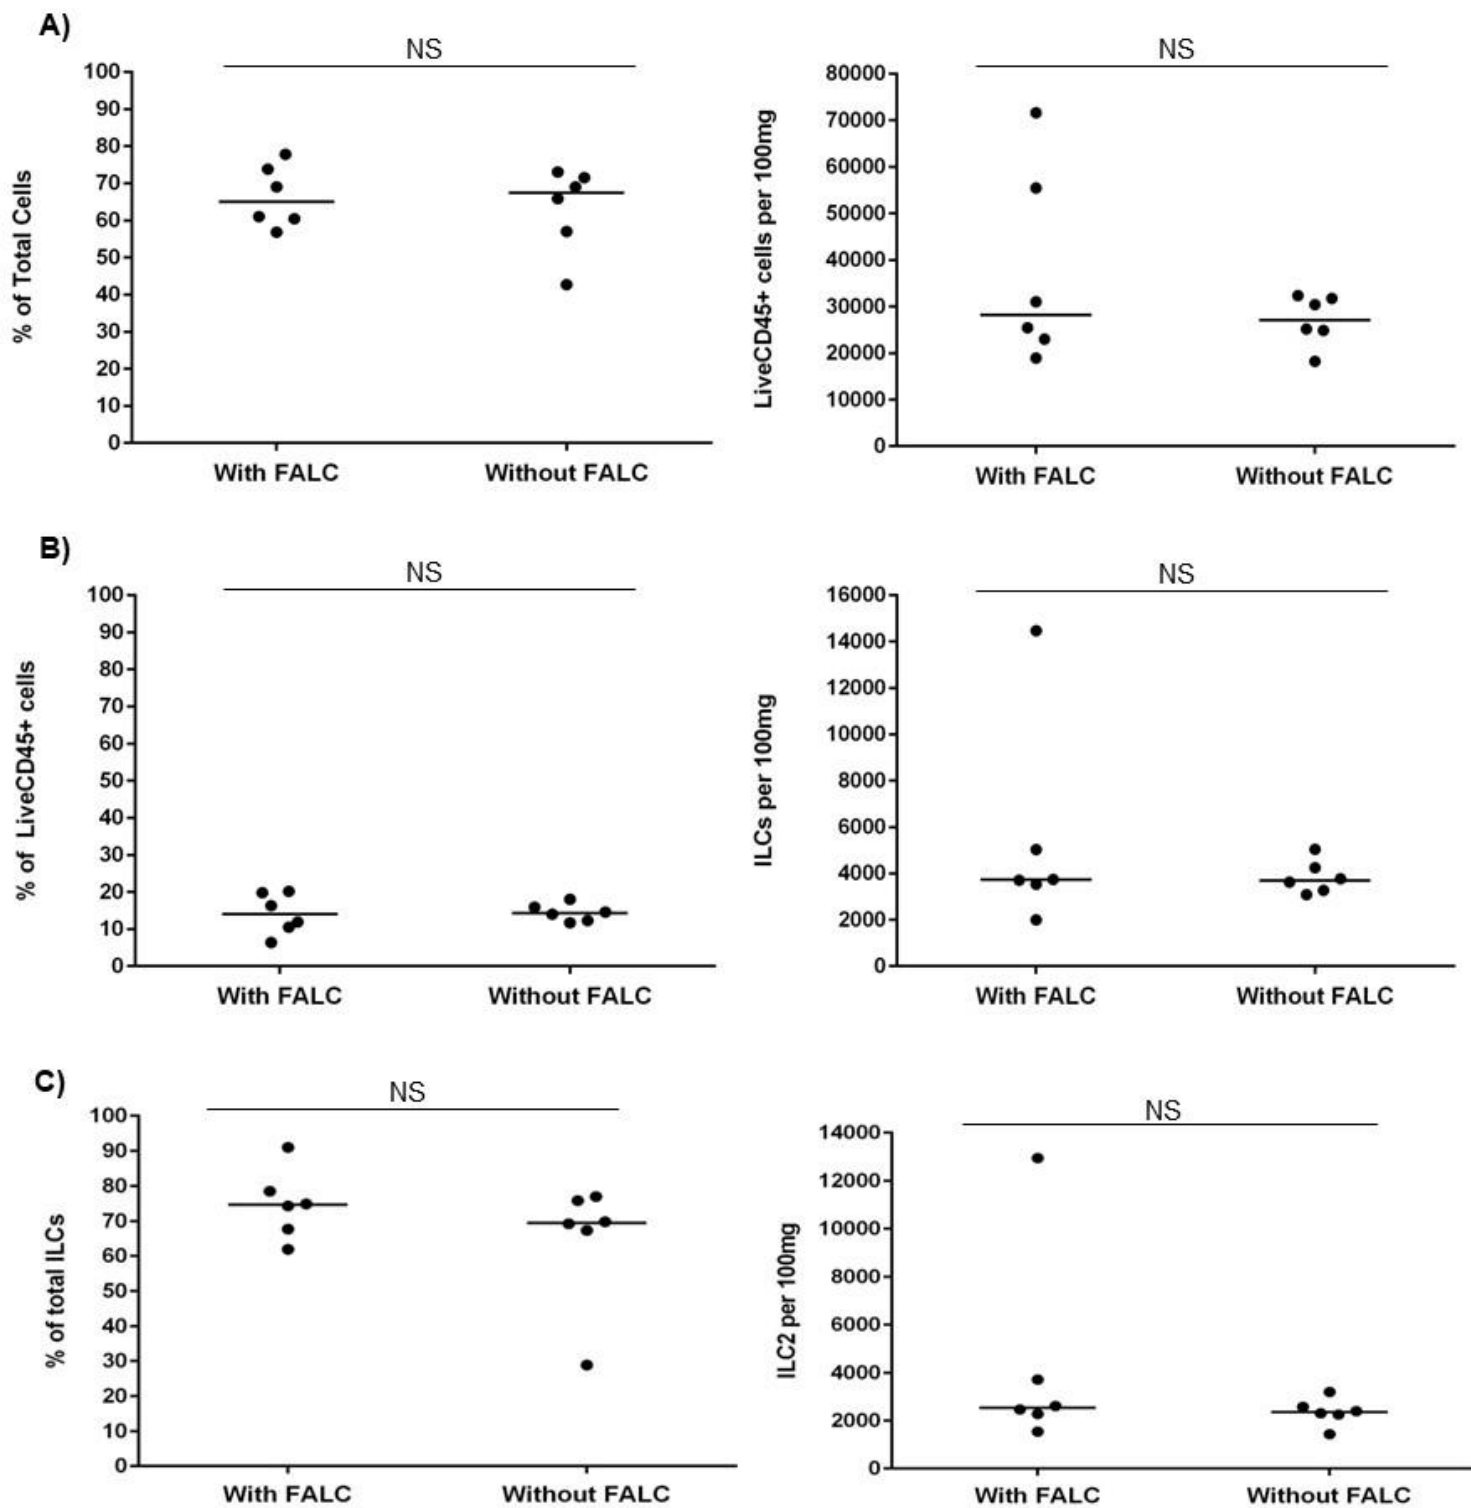 A)
NS
100
90
80
70
60
50
40
30
20
10
0
% of Total Cells
With FALC
Without FALC
NS
80000
70000
60000
50000
40000
30000
20000
10000
0
LiveCD45+ cells per 100mg
With FALC
Without FALC
B)
NS
100
90
80
70
60
50
40
30
20
10
0
% of LiveCD45+ cells
With FALC
Without FALC
NS
16000
14000
12000
10000
8000
6000
4000
2000
0
ILCs per 100mg
With FALC
Without FALC
C)
NS
100
90
80
70
60
50
40
30
20
10
0
% of total ILCs
With FALC
Without FALC
NS
14000
12000
10000
8000
6000
4000
2000
0
ILC2 per 100mg
With FALC
Without FALC